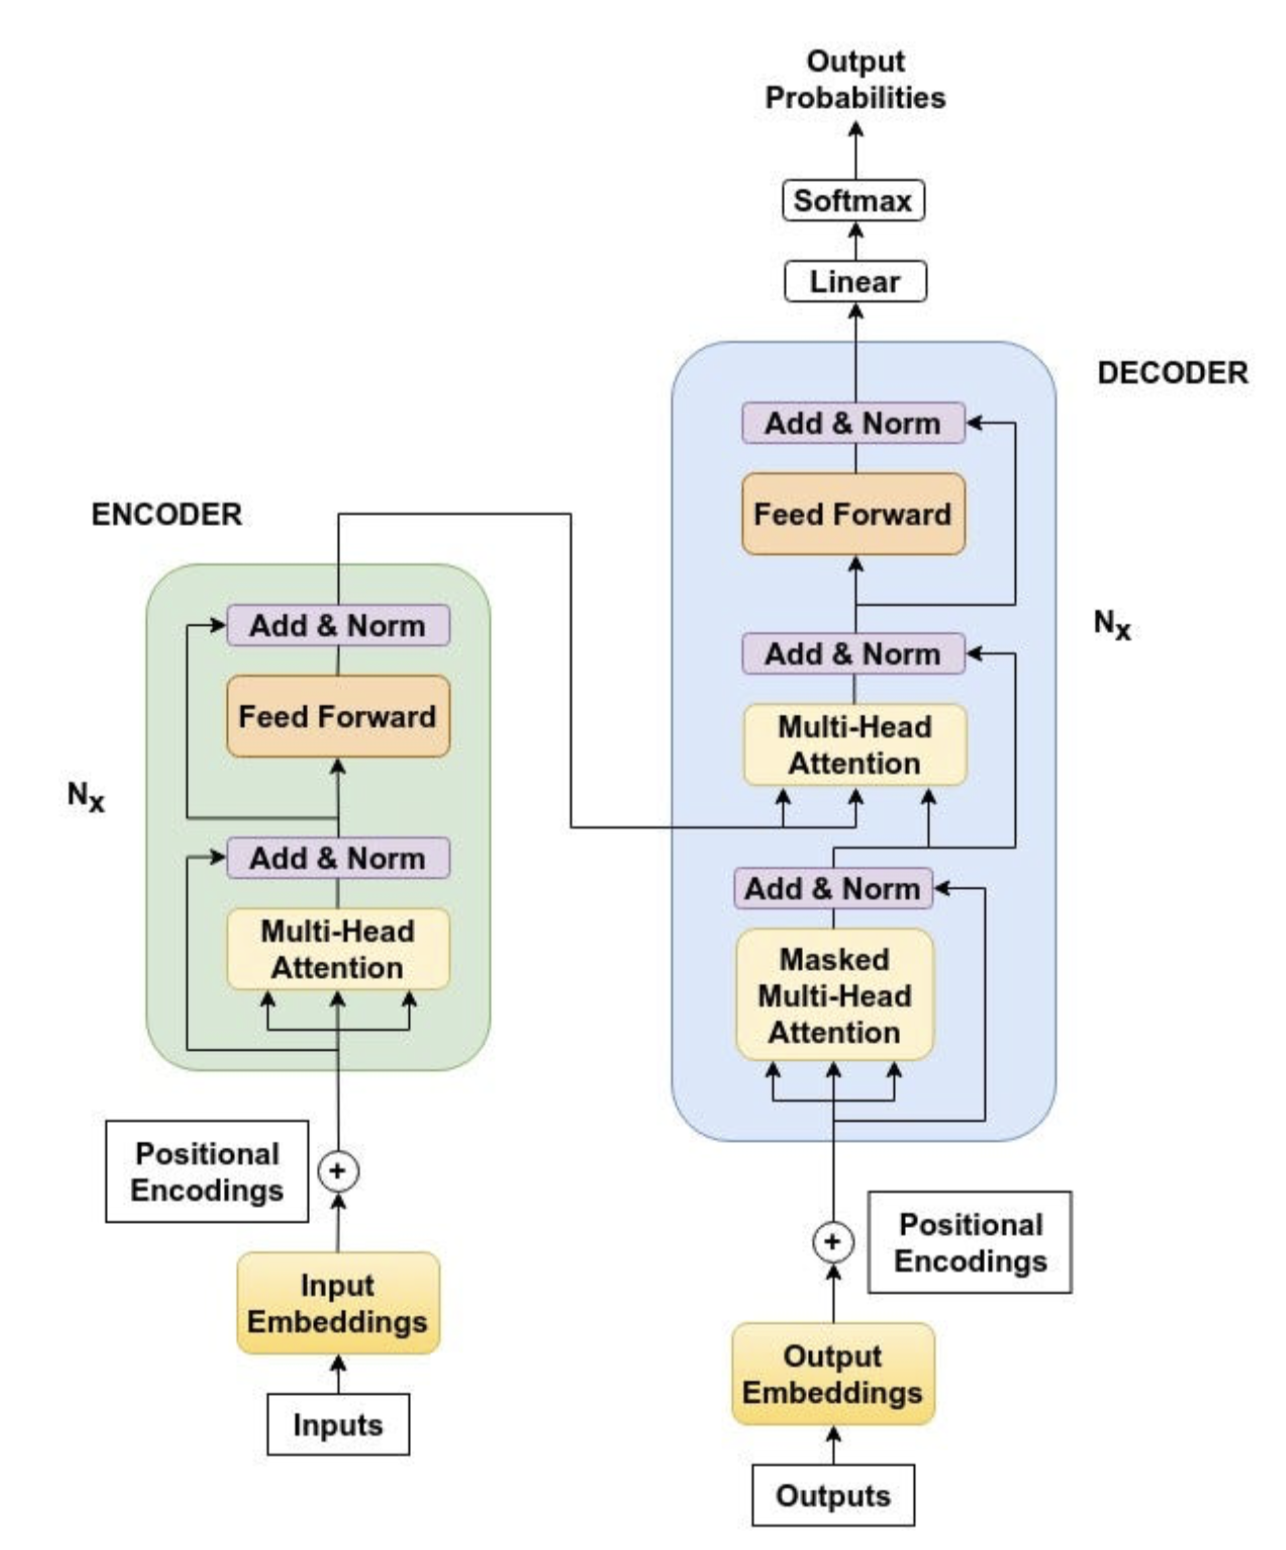 Output
Probabilities
Softmax
Linear
DECODER
Add & Norm
Feed Forward
Nx
Add & Norm
Multi-Head
Attention
Add & Norm
Masked
Multi-Head
Attention
Positional
Encodings
+
Output
Embeddings
Outputs
ENCODER
Add & Norm
Feed Forward
Nx
Add & Norm
Multi-Head
Attention
Positional
Encodings
+
Input
Embeddings
Inputs